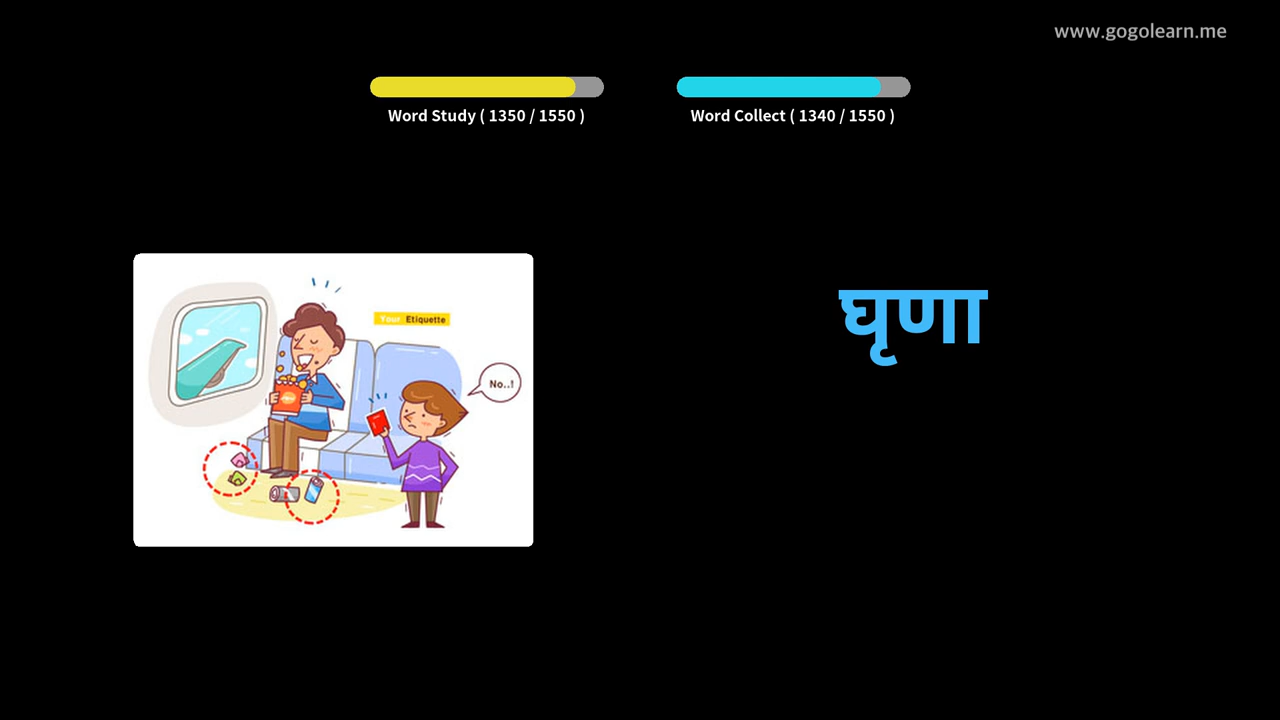 www.gogolearn.me
Word Study ( 1350 / 1550 )
Word Collect ( 1340 / 1550 )
Your Etiquette
No..!
घृणा